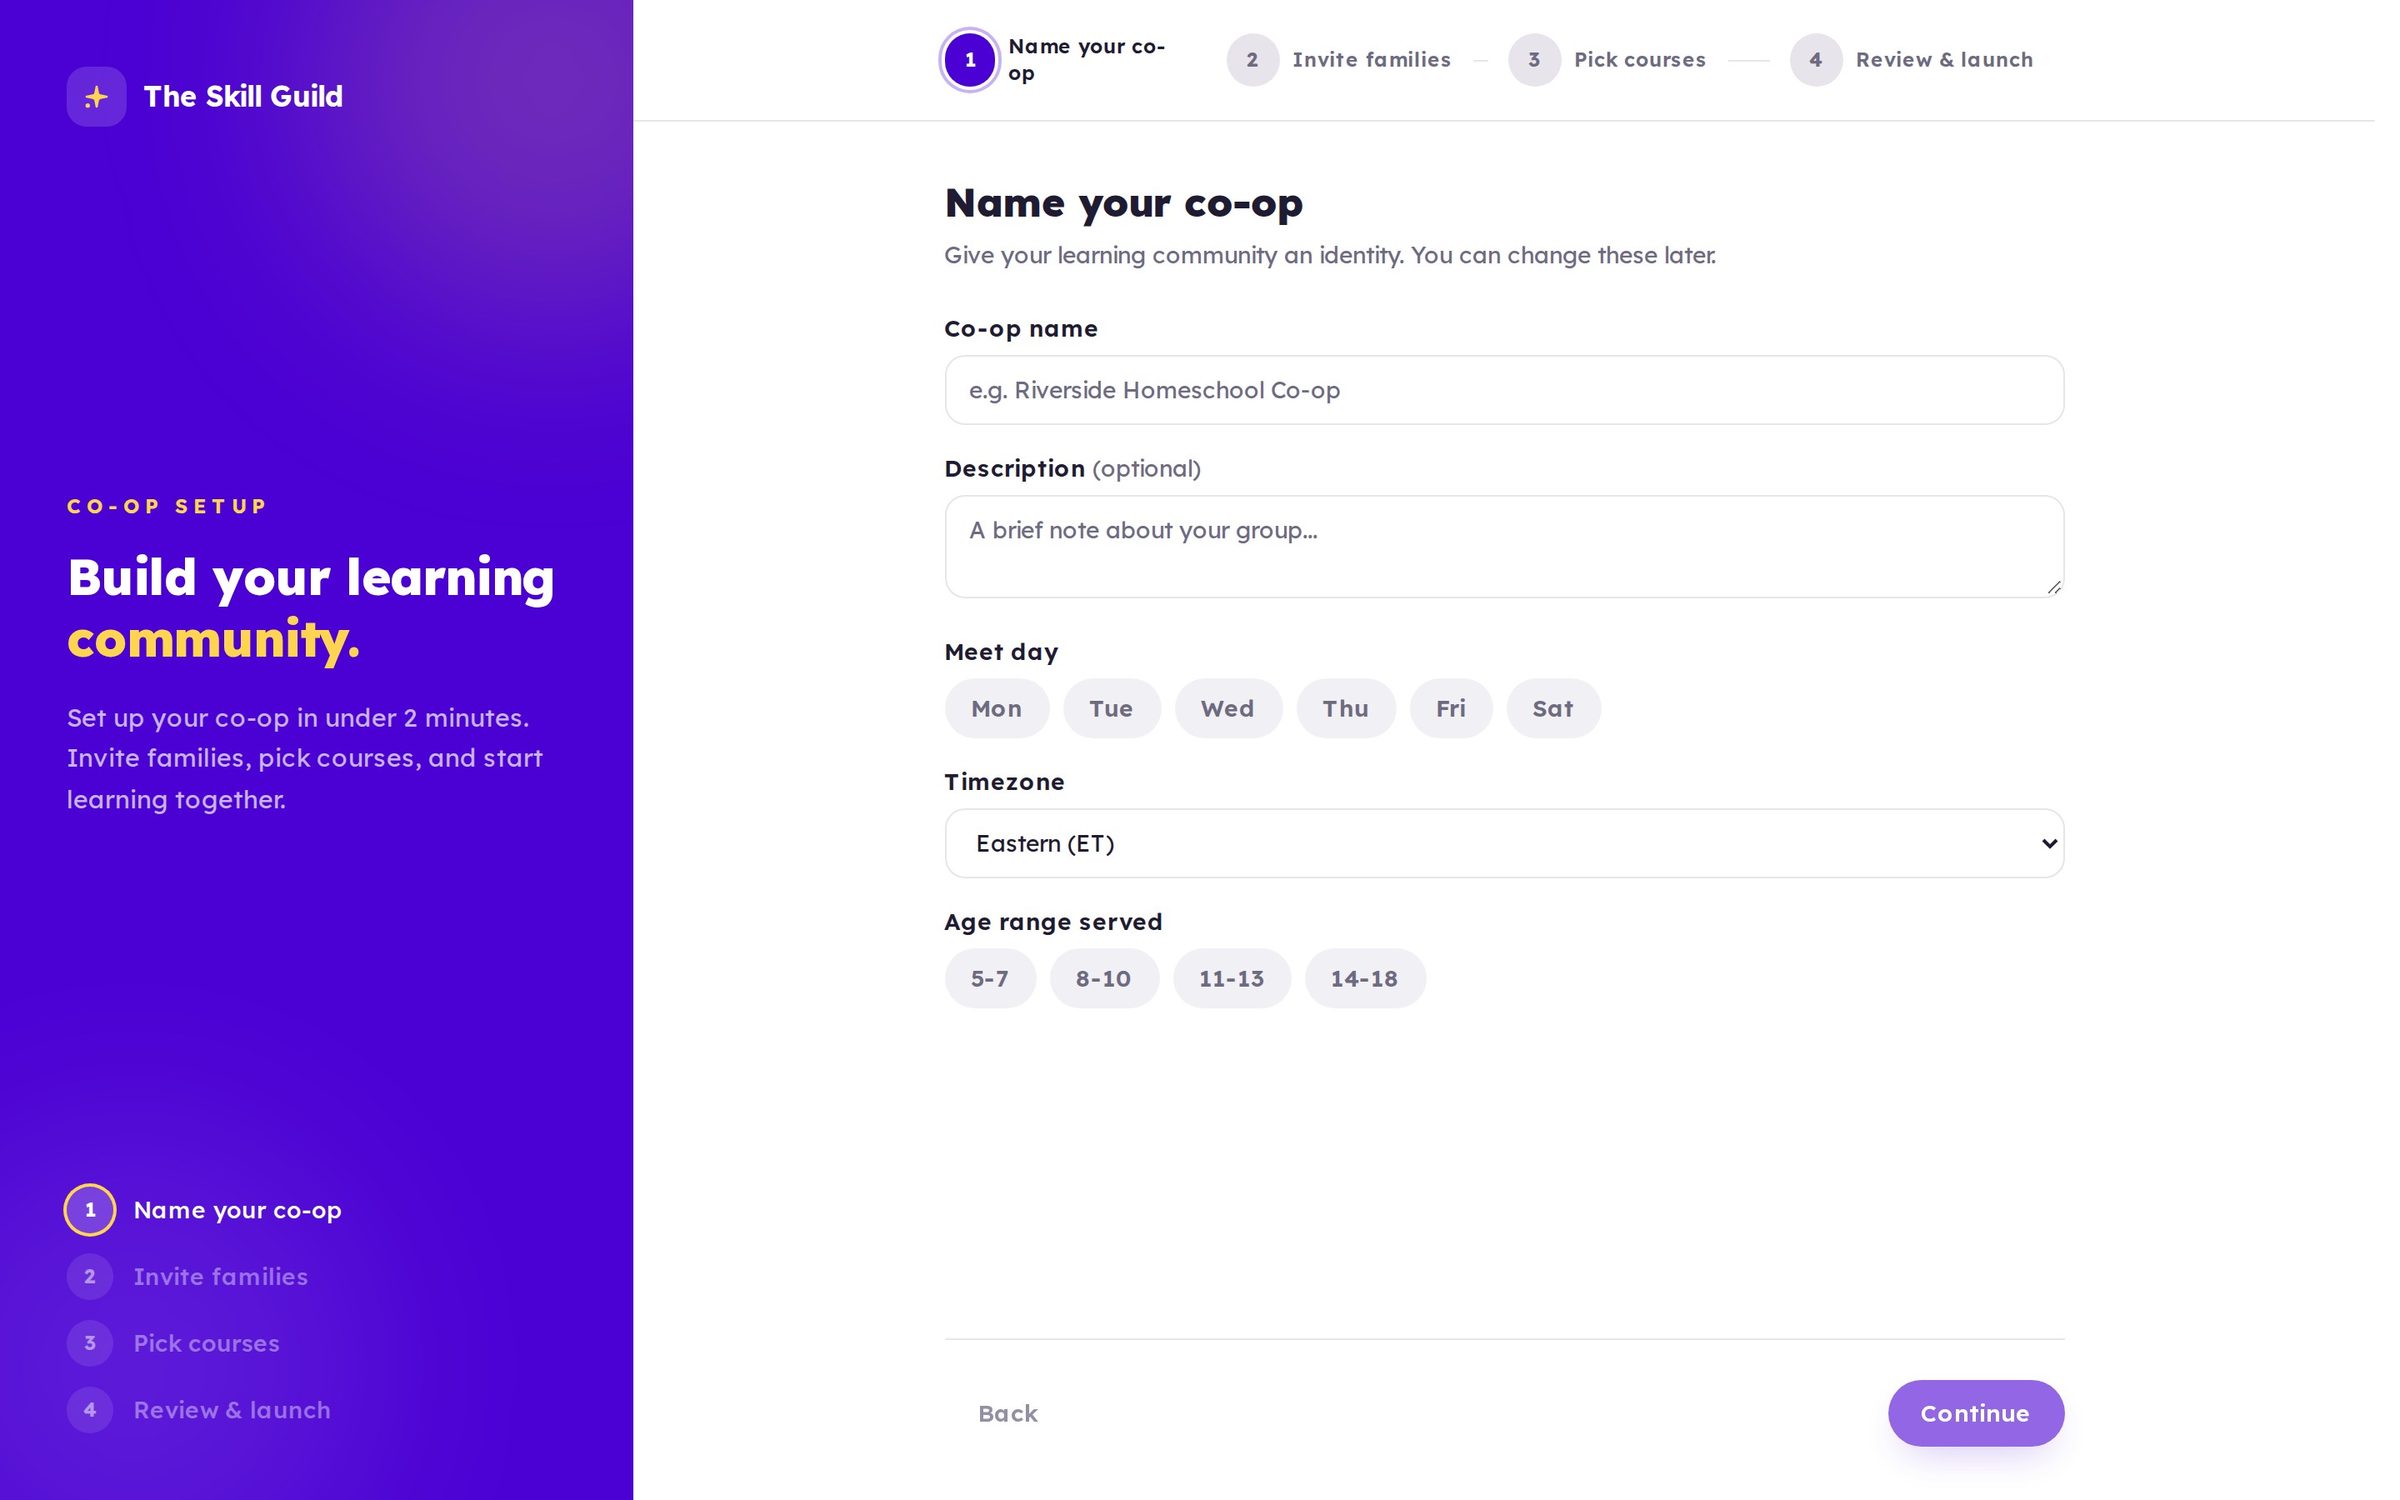 The Skill Guild
CO-OP SETUP
Build your learning
community.
Set up your co-op in under 2 minutes.
Invite families, pick courses, and start
learning together.
1 Name your co-op
2 Invite families
3 Pick courses
4 Review & launch
1 Name your co-
op
2 Invite families
3 Pick courses
4 Review & launch
Name your co-op
Give your learning community an identity. You can change these later.
Co-op name
e.g. Riverside Homeschool Co-op
Description (optional)
A brief note about your group...
Meet day
Mon Tue Wed Thu Fri Sat
Timezone
Eastern (ET)
Age range served
5-7 8-10 11-13 14-18
Back Continue